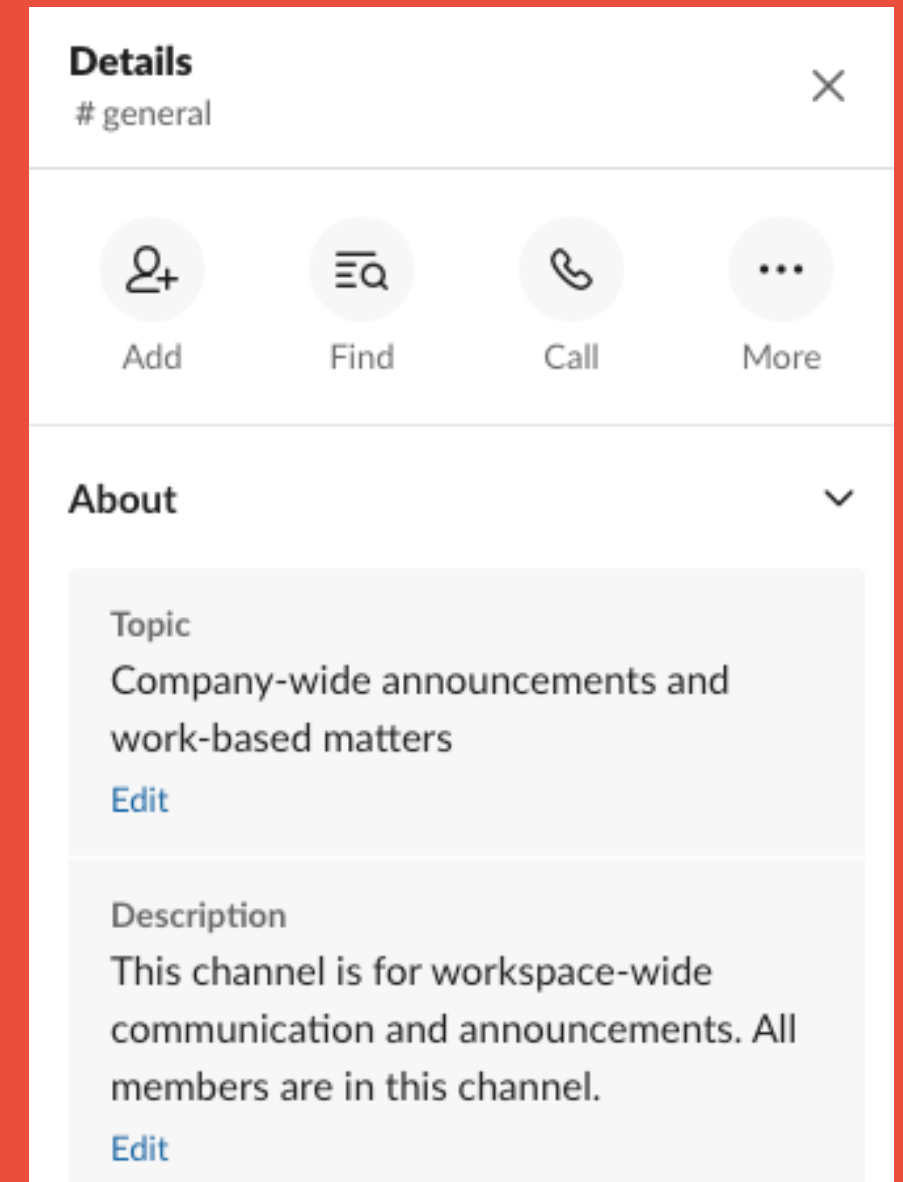 Details
# general
Add Find Call More
About
Topic
Company-wide announcements and
work-based matters
Edit
Description
This channel is for workspace-wide
communication and announcements. All
members are in this channel.
Edit